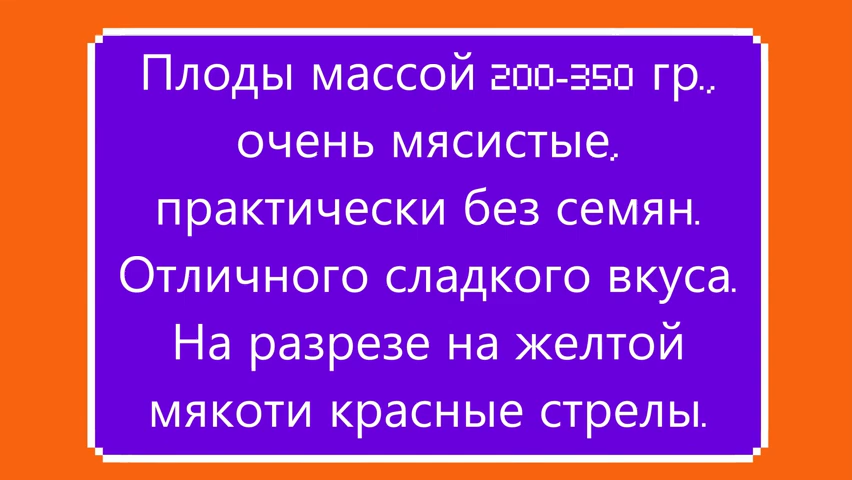 Плоды массой 200-350 гр.,
очень мясистые,
практически без семян.
Отличного сладкого вкуса.
На разрезе на желтой
мякоти красные стрелы.